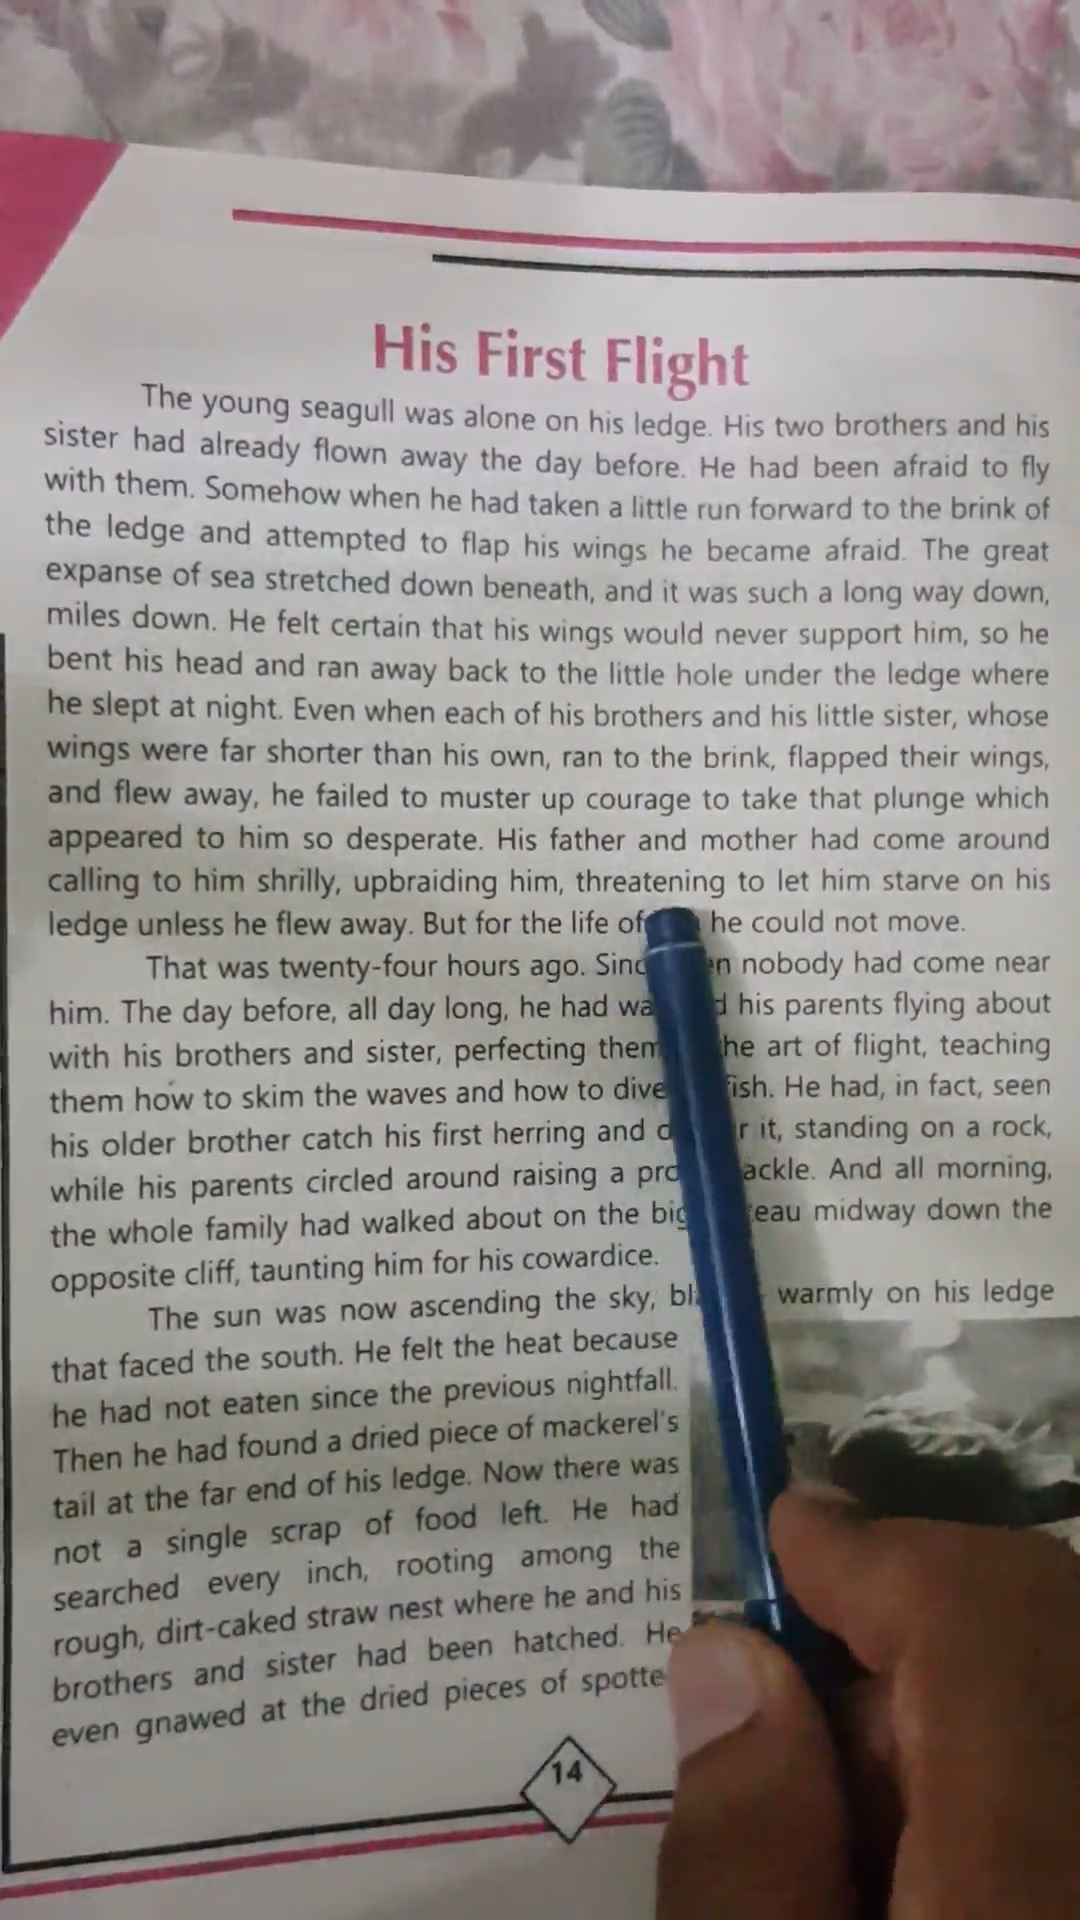 His First Flight
The young seagull was alone on his ledge. His two brothers and his
sister had already flown away the day before. He had been afraid to fly
with them. Somehow when he had taken a little run forward to the brink of
the ledge and attempted to flap his wings he became afraid. The great
expanse of sea stretched down beneath, and it was such a long way down,
miles down. He felt certain that his wings would never support him, so he
bent his head and ran away back to the little hole under the ledge where
he slept at night. Even when each of his brothers and his little sister, whose
wings were far shorter than his own, ran to the brink, flapped their wings,
and flew away, he failed to muster up courage to take that plunge which
appeared to him so desperate. His father and mother had come around
calling to him shrilly, upbraiding him, threatening to let him starve on his
ledge unless he flew away. But for the life of he could not move.
That was twenty-four hours ago. nobody had come near
him. The day before, all day long, he had his parents flying about
with his brothers and sister, perfecting art of flight, teaching
them how to skim the waves and how to dive fish. He had, in fact, seen
his older brother catch his first herring and it, standing on a rock,
while his parents circled around raising a And all morning,
the whole family had walked about on the midway down the
opposite cliff, taunting him for his cowardice.
The sun was now ascending the sky, warmly on his ledge
that faced the south. He felt the heat because
he had not eaten since the previous nightfall.
Then he had found a dried piece of mackerel's
tail at the far end of his ledge. Now there was
not a single scrap of food left. He had
searched every inch, rooting among the
rough, dirt-caked straw nest where he and his
brothers and sister had been hatched. He
even gnawed at the dried pieces of
14